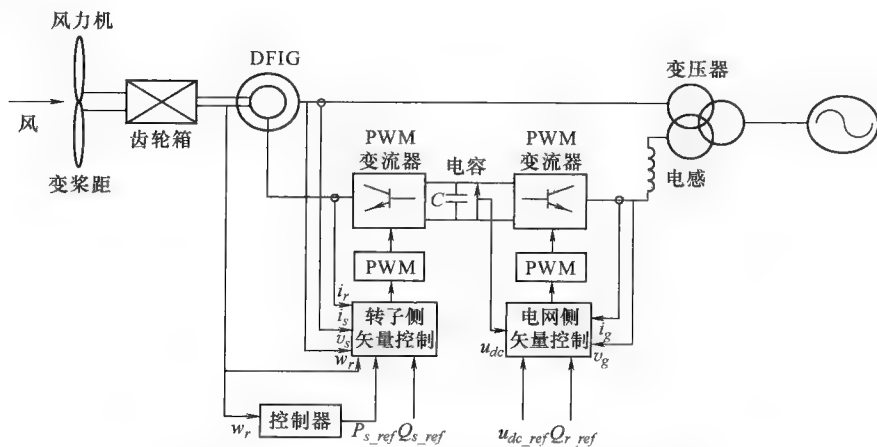 风力机
DFIG
变压器
风
齿轮箱
变桨距
PWM
变流器
电容
PWM
变流器
C
电感
PWM
PWM
i_r
i_s
v_s
w_r
转子侧
矢量控制
u_dc
电网侧
矢量控制
i_g
v_g
w_r
控制器
P_s_ref Q_s_ref
u_dc_ref Q_r_ref